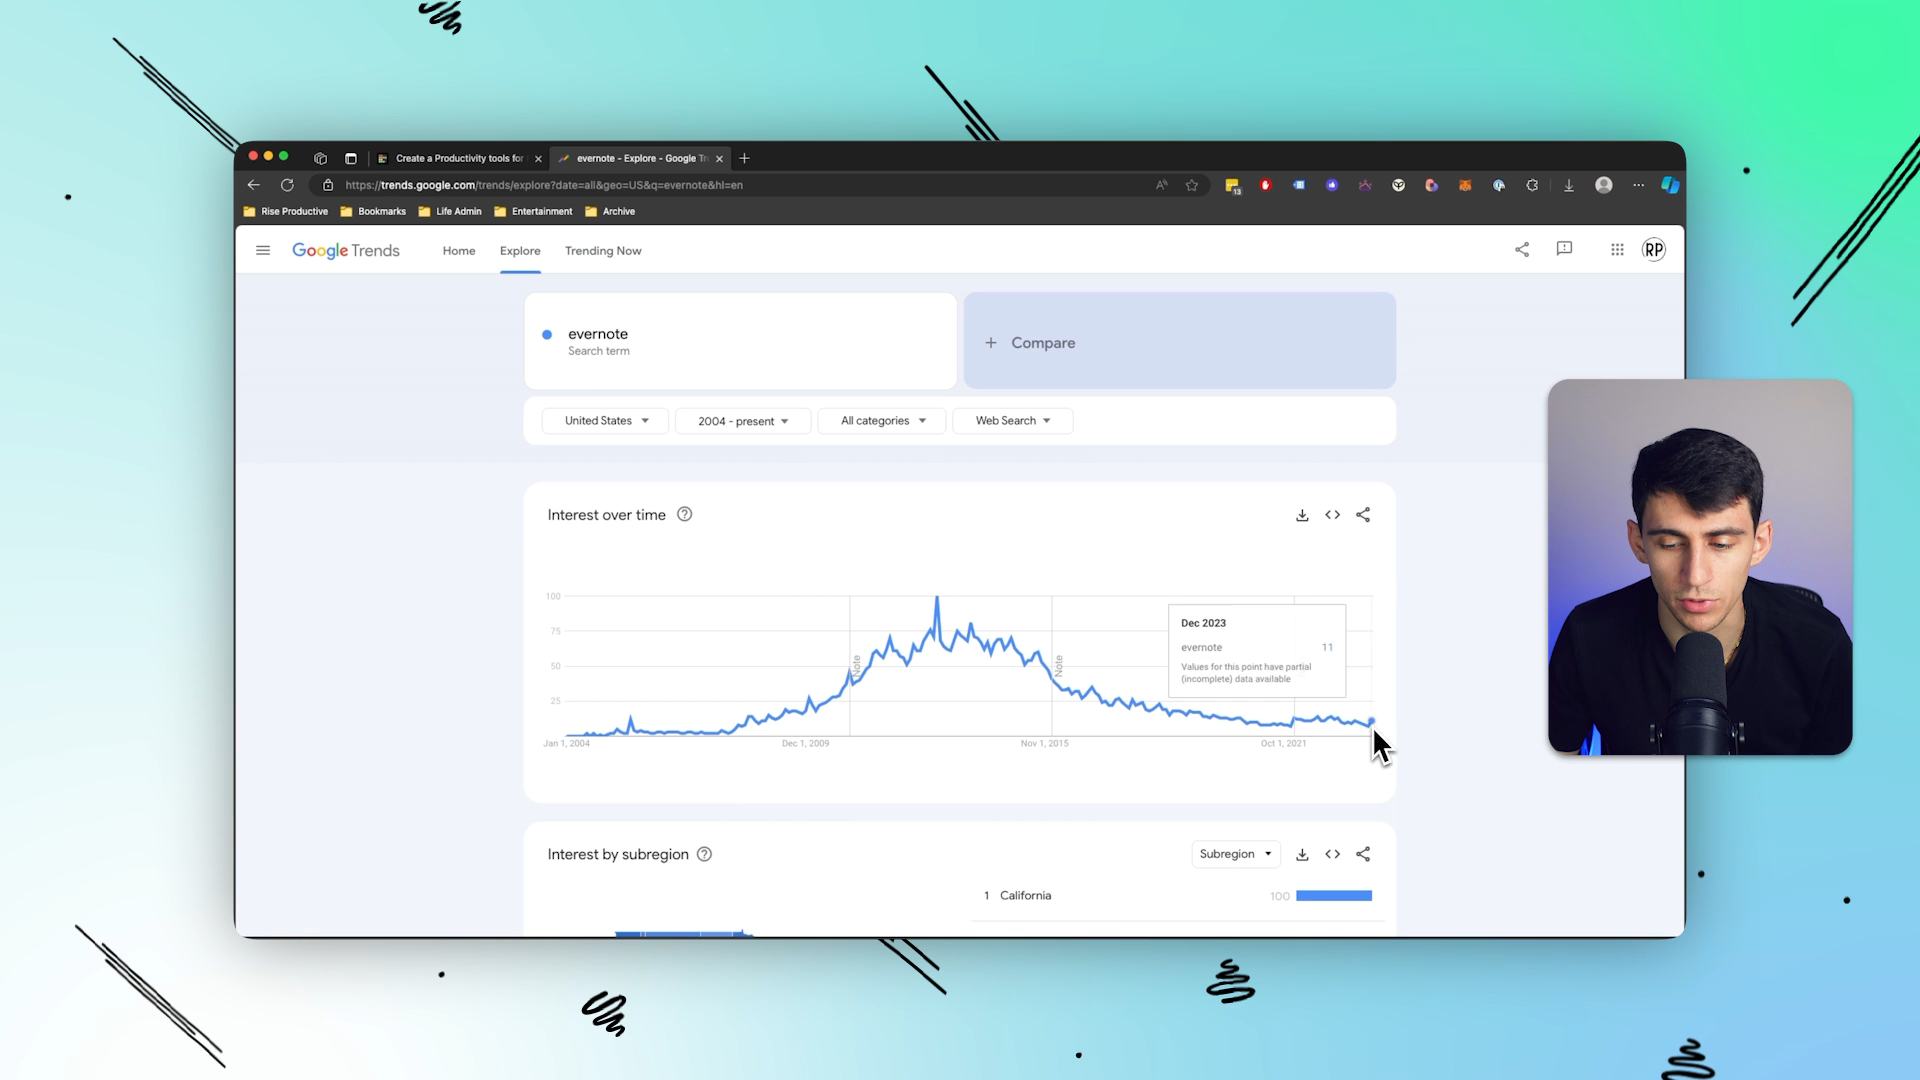 Create a Productivity tools for
evernote - Explore - Google Tr
https://trends.google.com/trends/explore?date=all&geo=US&q=evernote&hl=en
13
Rise Productive
Bookmarks
Life Admin
Entertainment
Archive
Google Trends
Home
Explore
Trending Now
RP
evernote
Search term
+ Compare
United States
2004 - present
All categories
Web Search
Interest over time
100
75
50
25
Note
Note
Dec 2023
evernote 11
Values for this point have partial
(incomplete) data available
Jan 1, 2004
Dec 1, 2009
Nov 1, 2015
Oct 1, 2021
Interest by subregion
Subregion
1 California 100